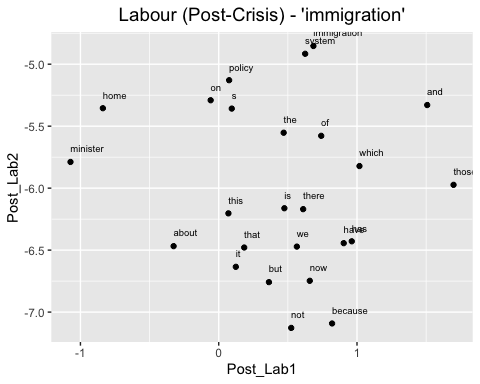 Labour (Post-Crisis) - 'immigration'
immigration
system
-5.0
policy
on
s
home
and
-5.5
the
of
which
minister
those
Post_Lab2
-6.0
this
is
there
about
that
we
have
has
-6.5
it
but
now
-7.0
not
because
-1
0
1
Post_Lab1